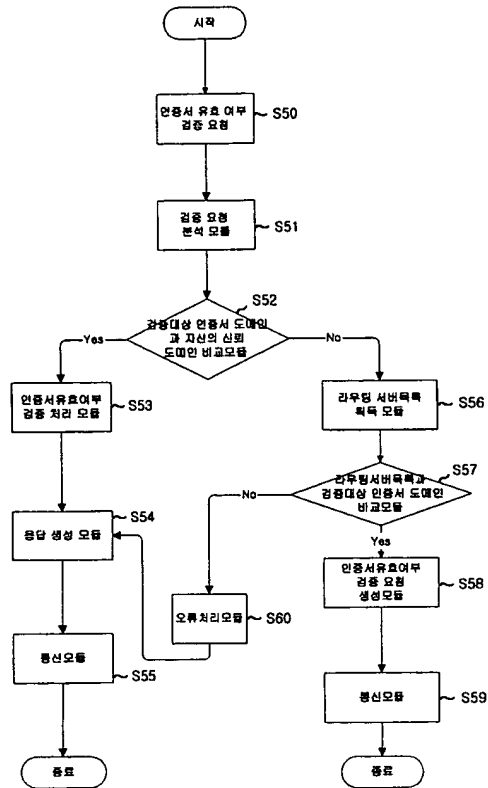 시작
인증서 유효 여부
검증 요청
S50
검증 요청
분석 모듈
S51
S52
검증대상 인증서 도메인
과 자신의 신뢰
도메인 비교모듈
Yes
No
인증서유효여부
검증 처리 모듈
S53
라우팅 서버목록
획득 모듈
S56
S57
라우팅서버목록과
검증대상 인증서 도메인
비교모듈
No
Yes
S54
응답 생성 모듈
인증서유효여부
검증 요청
생성모듈
S58
오류처리모듈
S60
통신모듈
S55
통신모듈
S59
종료
종료